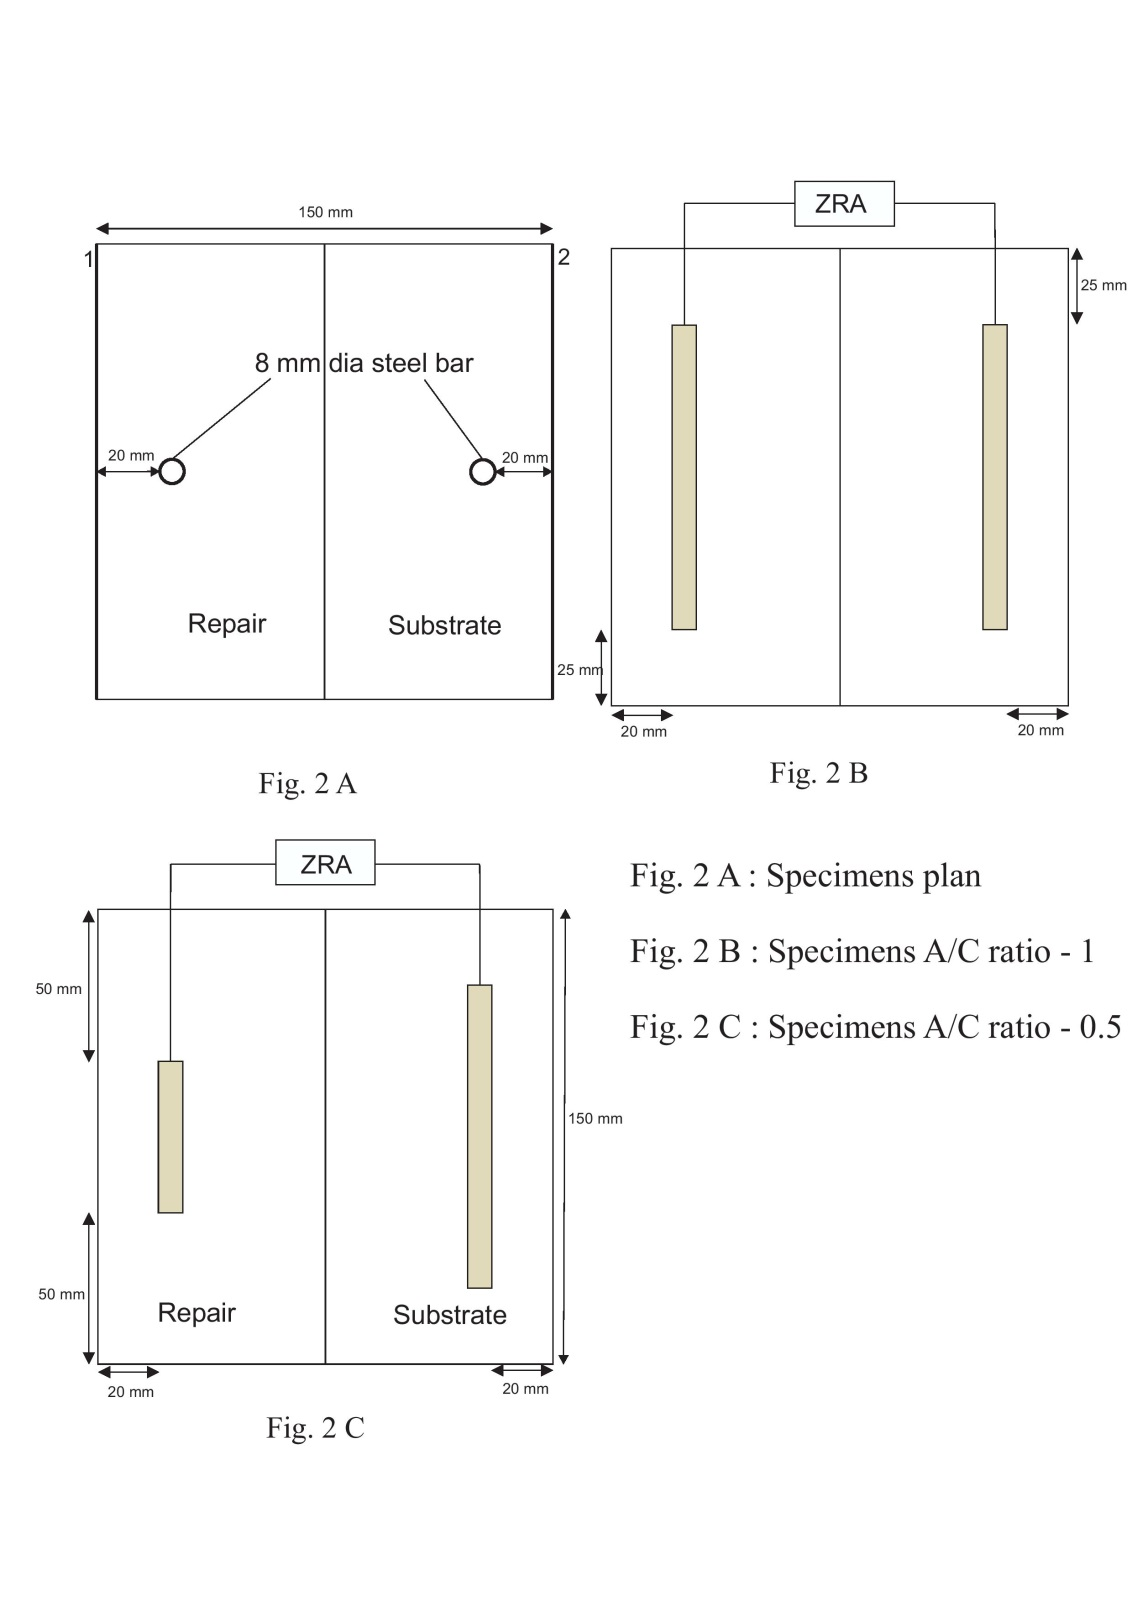 150 mm
1
2
8 mm dia steel bar
20 mm
20 mm
Repair
Substrate
Fig. 2 A
ZRA
25 mm
25 mm
20 mm
20 mm
Fig. 2 B
ZRA
50 mm
150 mm
50 mm
Repair
Substrate
20 mm
20 mm
Fig. 2 C
Fig. 2 A : Specimens plan
Fig. 2 B : Specimens A/C ratio - 1
Fig. 2 C : Specimens A/C ratio - 0.5